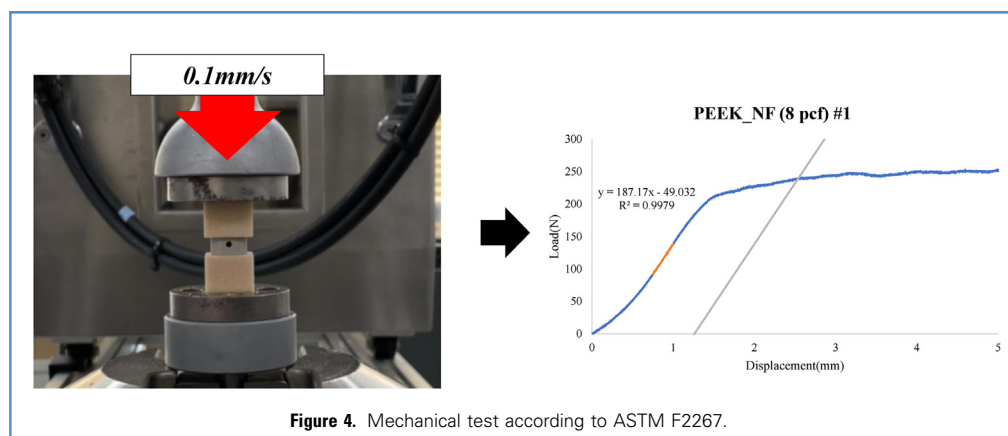 0.1mm/s
PEEK_NF (8 pcf) #1
300
250
200
150
100
50
0
Load(N)
y = 187.17x - 49.032
R² = 0.9979
0
1
2
3
4
5
Displacement(mm)
Figure 4. Mechanical test according to ASTM F2267.